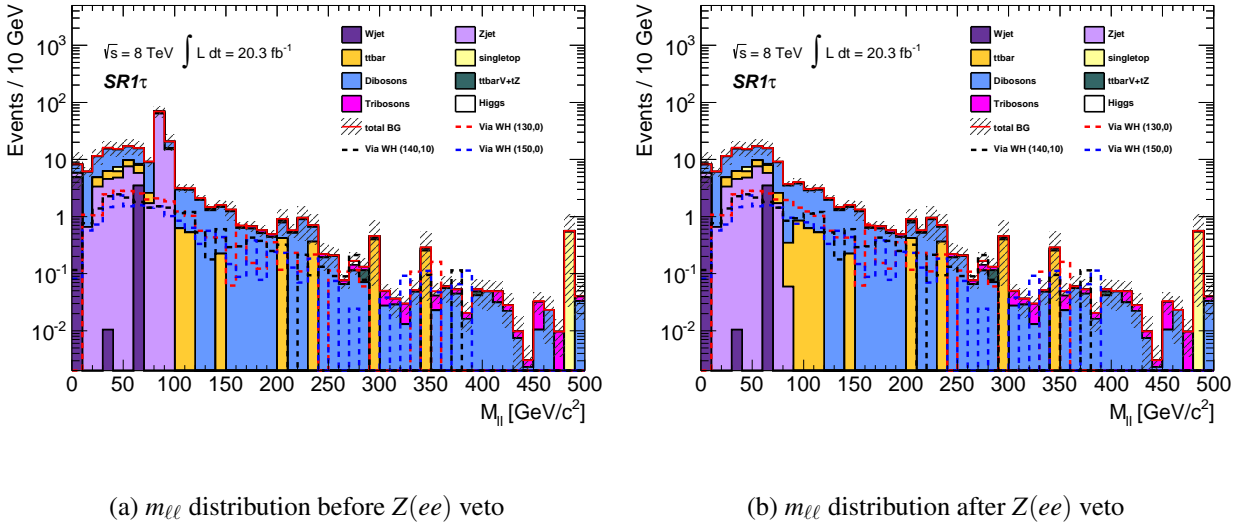 Events / 10 GeV
10³
10²
10
1
10⁻¹
10⁻²
√s = 8 TeV ∫ L dt = 20.3 fb⁻¹
SR1τ
Wjet
Zjet
ttbar
singletop
Dibosons
ttbarV+tZ
Tribosons
Higgs
total BG
Via WH (130,0)
Via WH (140,10)
Via WH (150,0)
0 50 100 150 200 250 300 350 400 450 500
M_ll [GeV/c²]
(a) m_ℓℓ distribution before Z(ee) veto
Events / 10 GeV
10³
10²
10
1
10⁻¹
10⁻²
√s = 8 TeV ∫ L dt = 20.3 fb⁻¹
SR1τ
Wjet
Zjet
ttbar
singletop
Dibosons
ttbarV+tZ
Tribosons
Higgs
total BG
Via WH (130,0)
Via WH (140,10)
Via WH (150,0)
0 50 100 150 200 250 300 350 400 450 500
M_ll [GeV/c²]
(b) m_ℓℓ distribution after Z(ee) veto